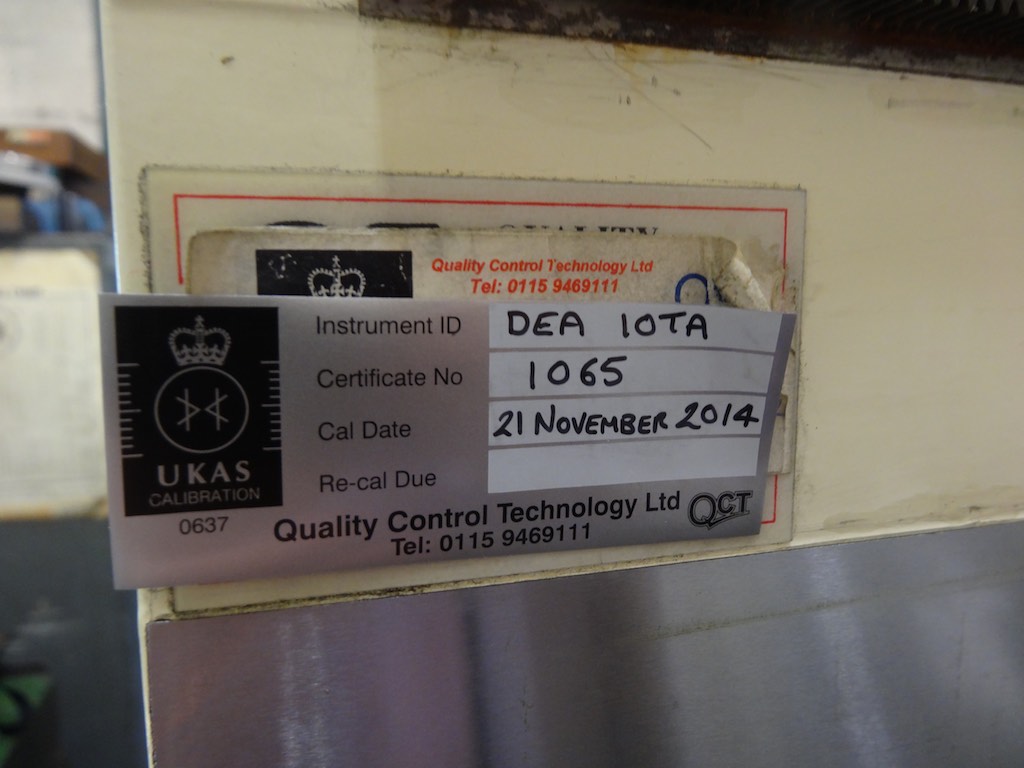 QUALITY
Quality Control Technology Ltd
Tel: 0115 9469111
Instrument ID DEA IOTA
Certificate No 1065
Cal Date 21 NOVEMBER 2014
Re-cal Due
UKAS
CALIBRATION
0637
Quality Control Technology Ltd QCT
Tel: 0115 9469111